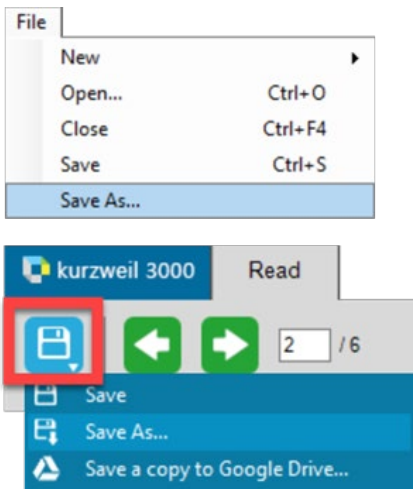 File
New
Open... Ctrl+O
Close Ctrl+F4
Save Ctrl+S
Save As...
kurzweil 3000 Read
2 / 6
Save
Save As...
Save a copy to Google Drive...